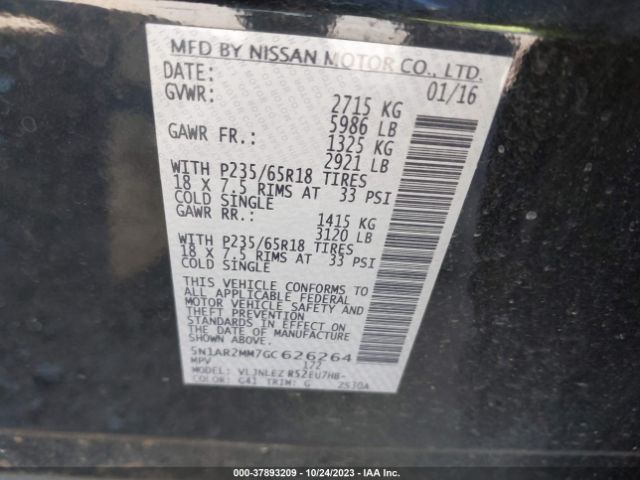 MFD BY NISSAN MOTOR CO., LTD.
DATE: 01/16
GVWR: 2715 KG
5986 LB
GAWR FR.: 1325 KG
2921 LB
WITH P235/65R18 TIRES
18 X 7.5 RIMS AT 33 PSI
COLD SINGLE
GAWR RR.: 1415 KG
3120 LB
WITH P235/65R18 TIRES
18 X 7.5 RIMS AT 33 PSI
COLD SINGLE
THIS VEHICLE CONFORMS TO
ALL APPLICABLE FEDERAL
MOTOR VEHICLE SAFETY AND
THEFT PREVENTION
STANDARDS IN EFFECT ON
THE DATE OF MANUFACTURE
SHOWN ABOVE.
5N1AR2MM7GC626264
MPV 172
MODEL: VLJNLEZ R52EU7HB-
COLOR: G41 TRIM: G 2S30A
000-37893209 - 10/24/2023 - IAA Inc.